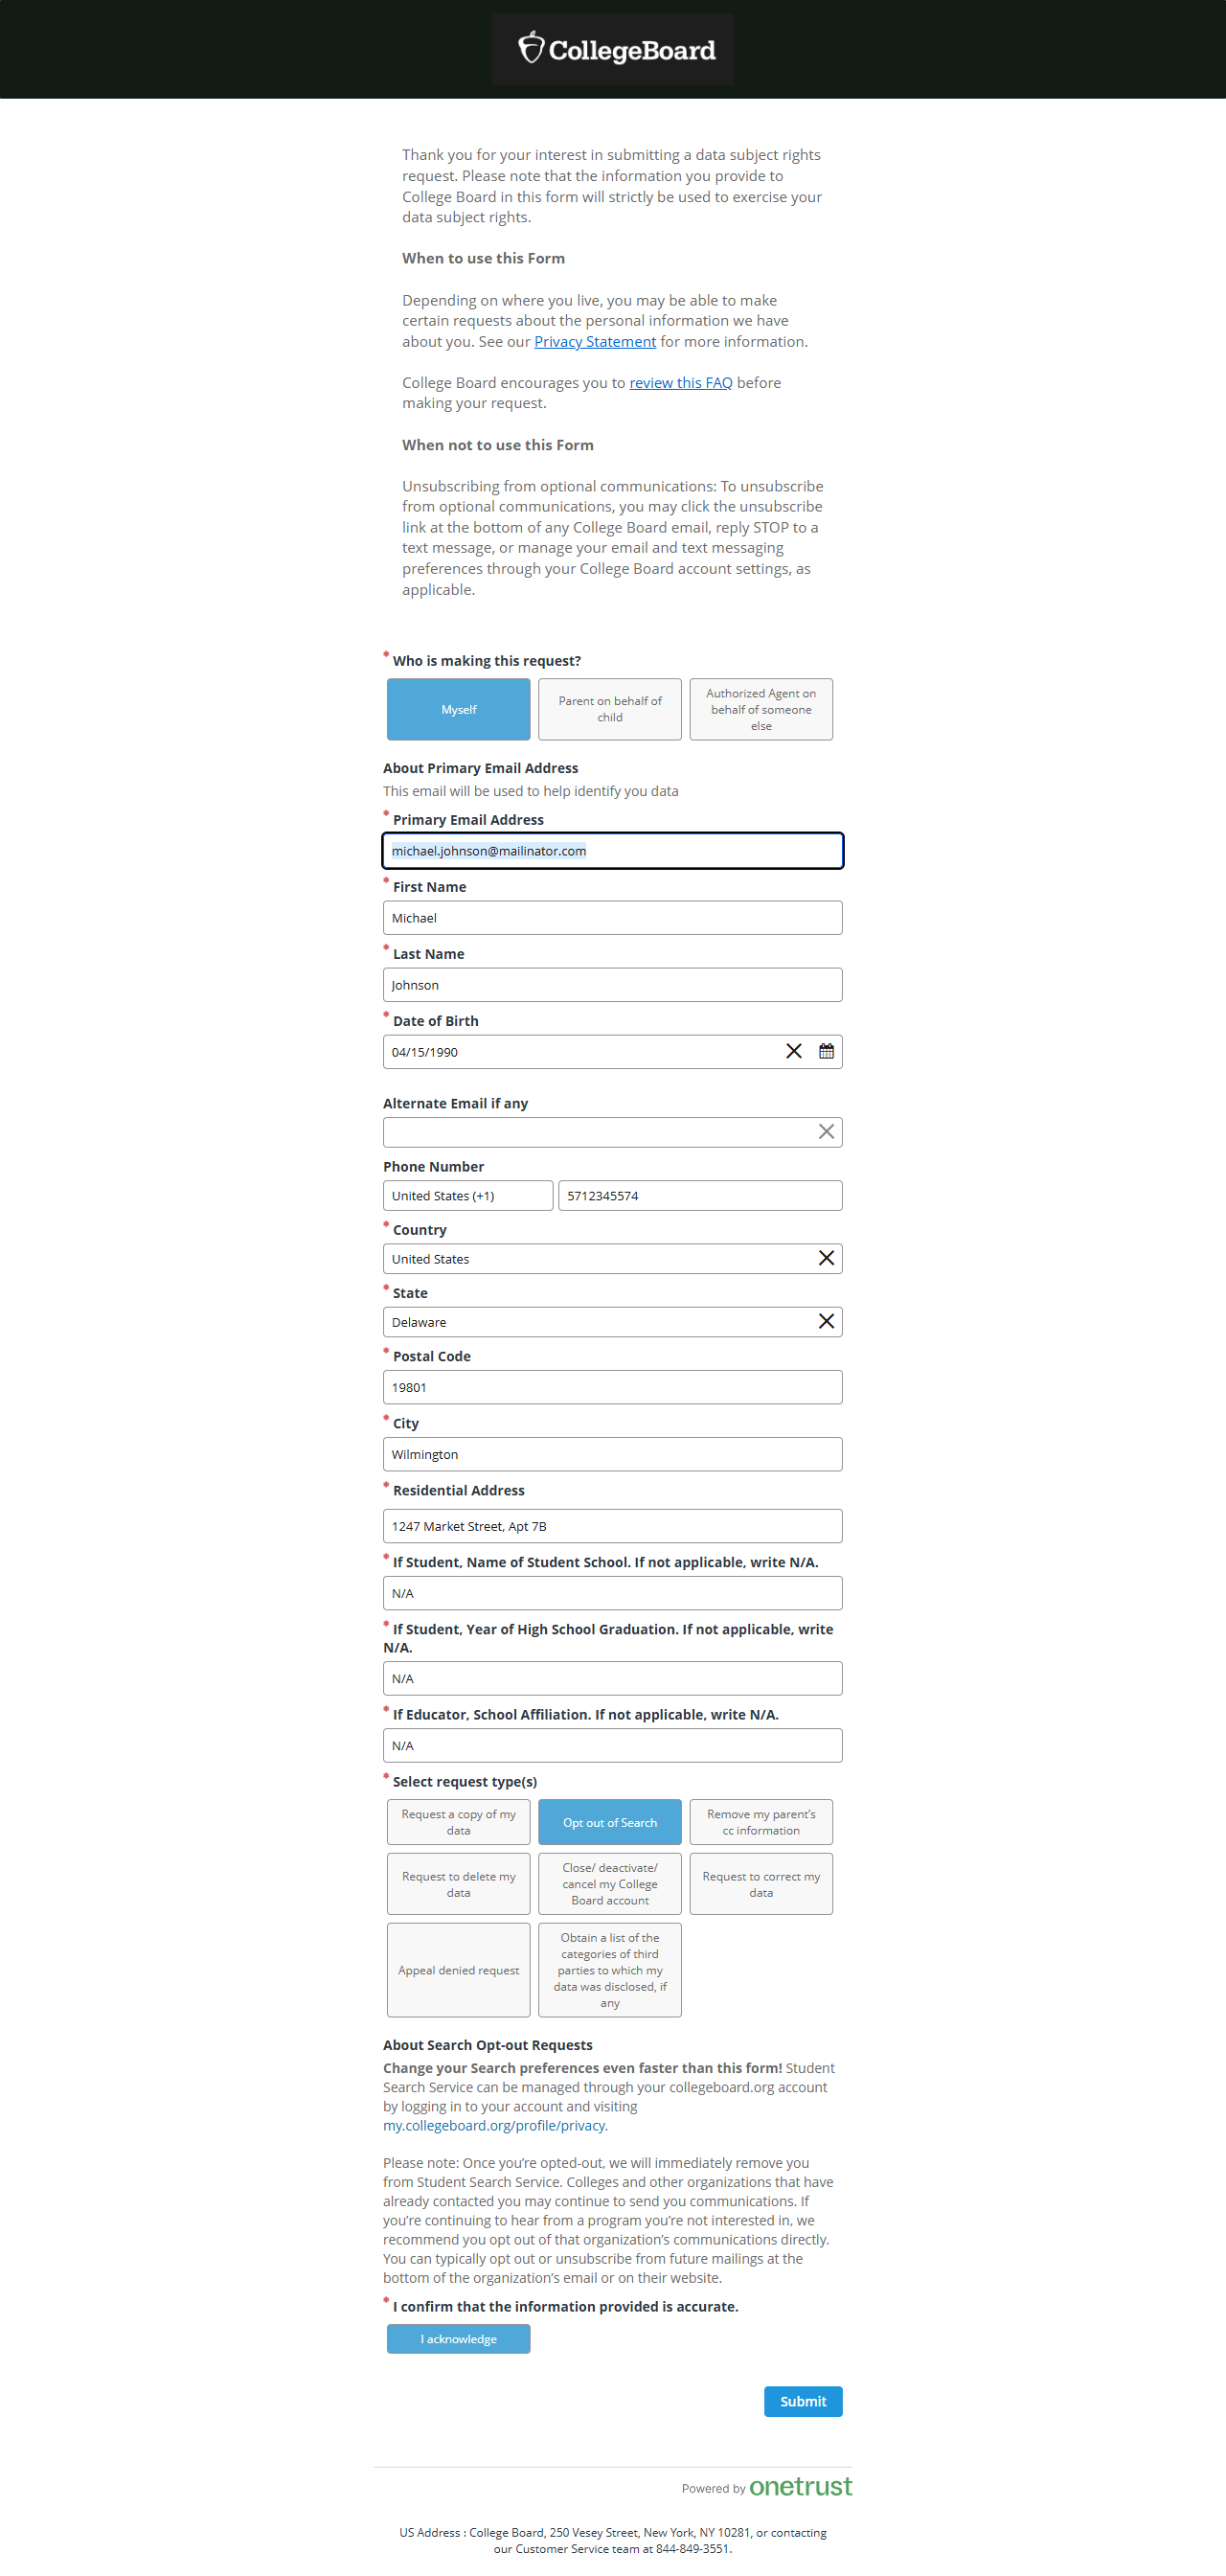 CollegeBoard
Thank you for your interest in submitting a data subject rights
request. Please note that the information you provide to
College Board in this form will strictly be used to exercise your
data subject rights.
When to use this Form
Depending on where you live, you may be able to make
certain requests about the personal information we have
about you. See our Privacy Statement for more information.
College Board encourages you to review this FAQ before
making your request.
When not to use this Form
Unsubscribing from optional communications: To unsubscribe
from optional communications, you may click the unsubscribe
link at the bottom of any College Board email, reply STOP to a
text message, or manage your email and text messaging
preferences through your College Board account settings, as
applicable.
* Who is making this request?
Myself
Parent on behalf of
child
Authorized Agent on
behalf of someone
else
About Primary Email Address
This email will be used to help identify you data
* Primary Email Address
michael.johnson@mailinator.com
* First Name
Michael
* Last Name
Johnson
* Date of Birth
04/15/1990
Alternate Email if any
Phone Number
United States (+1) 5712345574
* Country
United States
* State
Delaware
* Postal Code
19801
* City
Wilmington
* Residential Address
1247 Market Street, Apt 7B
* If Student, Name of Student School. If not applicable, write N/A.
N/A
* If Student, Year of High School Graduation. If not applicable, write
N/A.
N/A
* If Educator, School Affiliation. If not applicable, write N/A.
N/A
* Select request type(s)
Request a copy of my
data
Opt out of Search
Remove my parent's
cc information
Request to delete my
data
Close/ deactivate/
cancel my College
Board account
Request to correct my
data
Appeal denied request
Obtain a list of the
categories of third
parties to which my
data was disclosed, if
any
About Search Opt-out Requests
Change your Search preferences even faster than this form! Student
Search Service can be managed through your collegeboard.org account
by logging in to your account and visiting
my.collegeboard.org/profile/privacy.
Please note: Once you're opted-out, we will immediately remove you
from Student Search Service. Colleges and other organizations that have
already contacted you may continue to send you communications. If
you're continuing to hear from a program you're not interested in, we
recommend you opt out of that organization's communications directly.
You can typically opt out or unsubscribe from future mailings at the
bottom of the organization's email or on their website.
* I confirm that the information provided is accurate.
I acknowledge
Submit
Powered by onetrust
US Address : College Board, 250 Vesey Street, New York, NY 10281, or contacting
our Customer Service team at 844-849-3551.